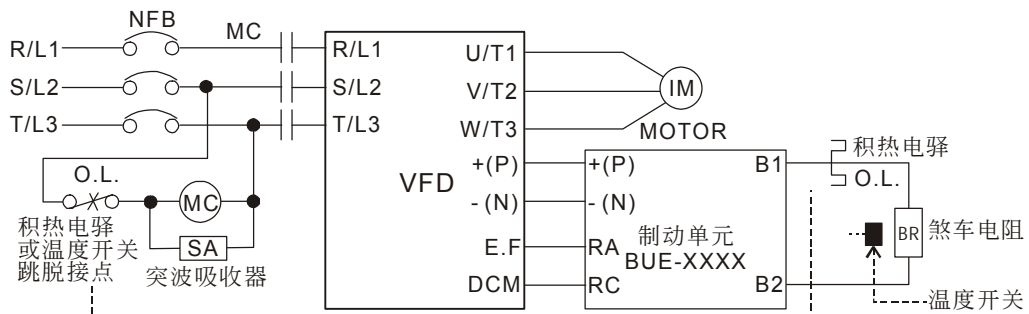 NFB
MC
R/L1
R/L1
U/T1
S/L2
S/L2
V/T2
IM
T/L3
T/L3
W/T3
MOTOR
+(P)
+(P)
B1
积热电驿
O.L.
O.L.
VFD
MC
-(N)
-(N)
积热电驿
或温度开关
跳脱接点
SA
突波吸收器
E.F
RA
制动单元
BUE-XXXX
BR
煞车电阻
DCM
RC
B2
温度开关